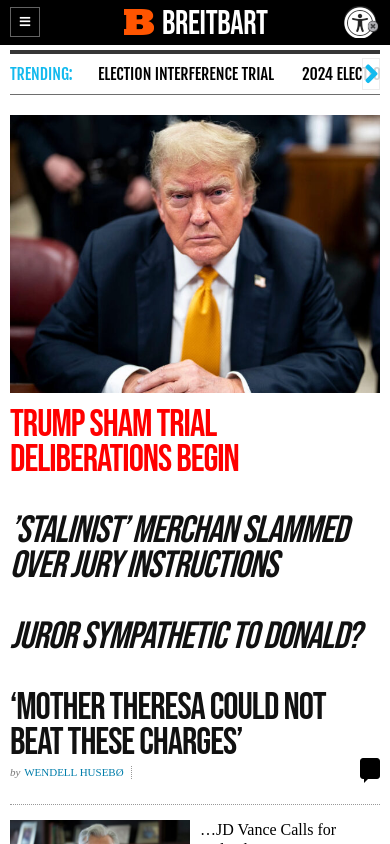 BREITBART
TRENDING:
ELECTION INTERFERENCE TRIAL
2024 ELEC
TRUMP SHAM TRIAL
DELIBERATIONS BEGIN
’STALINIST’ MERCHAN SLAMMED
OVER JURY INSTRUCTIONS
JUROR SYMPATHETIC TO DONALD?
‘MOTHER THERESA COULD NOT
BEAT THESE CHARGES’
by WENDELL HUSEBØ
…JD Vance Calls for